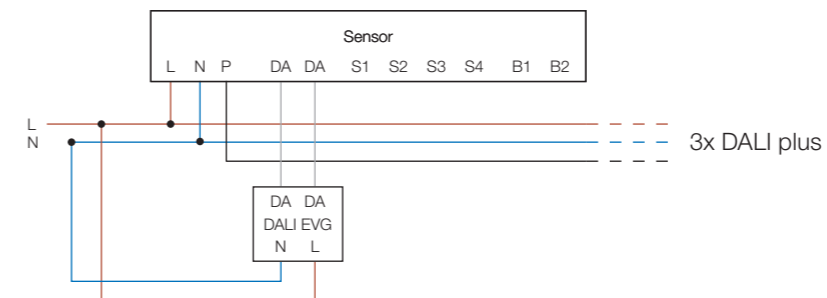 Sensor
L N P DA DA S1 S2 S3 S4 B1 B2
L
N
3x DALI plus
DA DA
DALI EVG
N L